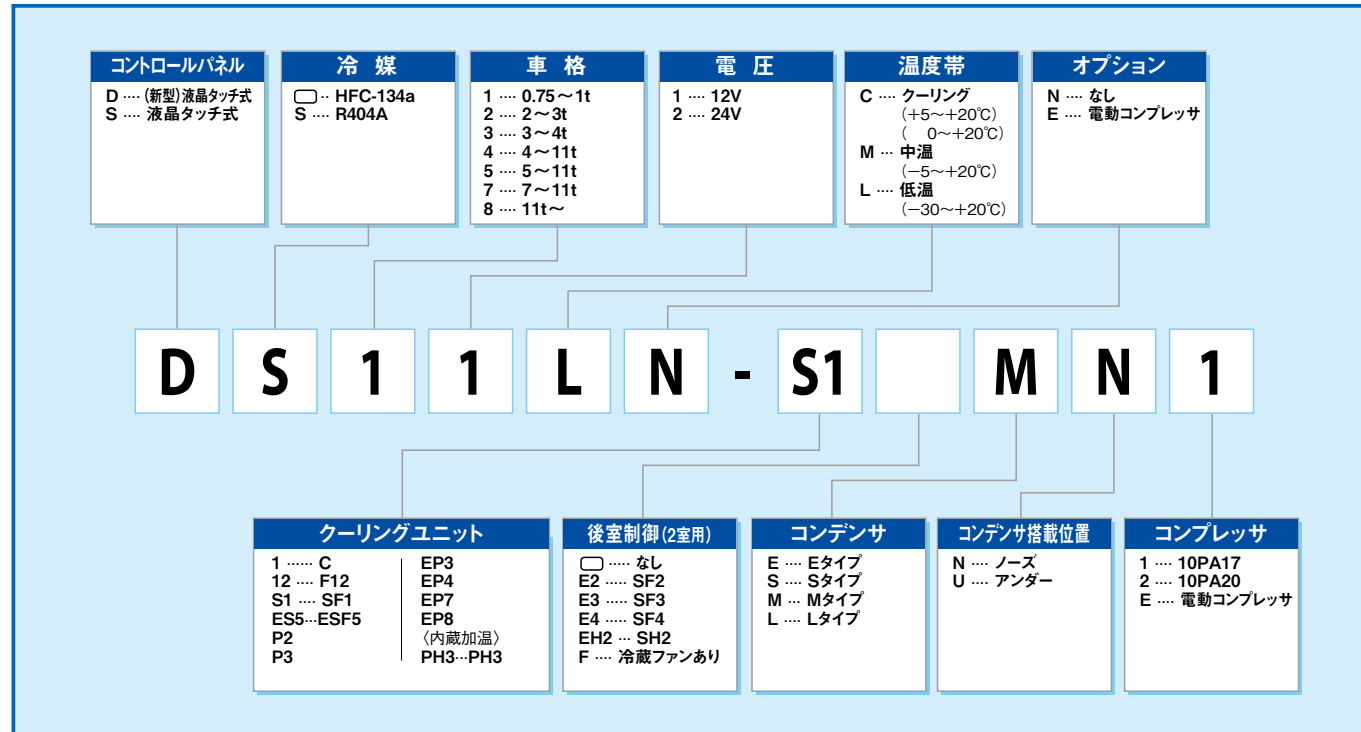 コントロールパネル
D ‥‥ (新型)液晶タッチ式
S ‥‥ 液晶タッチ式
冷 媒
‥ HFC-134a
S ‥‥ R404A
車 格
1 ‥‥ 0.75～1t
2 ‥‥ 2～3t
3 ‥‥ 3～4t
4 ‥‥ 4～11t
5 ‥‥ 5～11t
7 ‥‥ 7～11t
8 ‥‥ 11t～
電 圧
1 ‥‥ 12V
2 ‥‥ 24V
温度帯
C ‥‥ クーリング
(+5～+20℃)
( 0～+20℃)
M ‥‥ 中温
(−5～+20℃)
L ‥‥ 低温
(−30～+20℃)
オプション
N ‥‥ なし
E ‥‥ 電動コンプレッサ
D S 1 1 L N - S1 M N 1
クーリングユニット
1 ‥‥‥ C
12 ‥‥ F12
S1 ‥‥ SF1
ES5‥‥ESF5
P2
P3
EP3
EP4
EP7
EP8
〈内蔵加温〉
PH3‥‥PH3
後室制御(2室用)
‥‥‥ なし
E2 ‥‥‥ SF2
E3 ‥‥‥ SF3
E4 ‥‥‥ SF4
EH2 ‥‥ SH2
F ‥‥ 冷蔵ファンあり
コンデンサ
E ‥‥ Eタイプ
S ‥‥ Sタイプ
M ‥‥ Mタイプ
L ‥‥ Lタイプ
コンデンサ搭載位置
N ‥‥ ノーズ
U ‥‥ アンダー
コンプレッサ
1 ‥‥ 10PA17
2 ‥‥ 10PA20
E ‥‥ 電動コンプレッサ